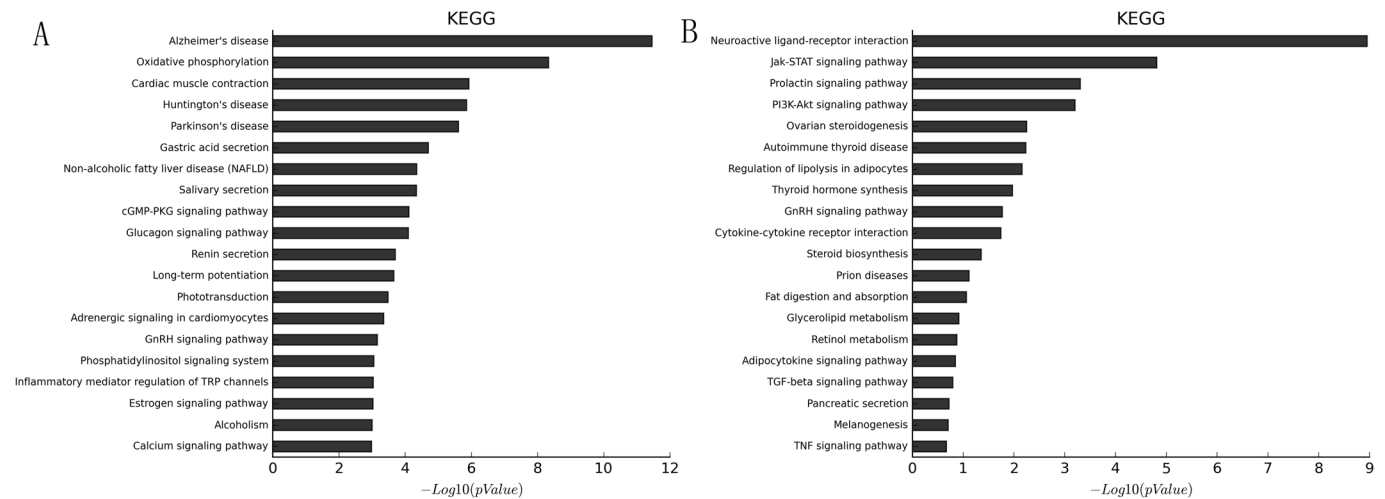 A
KEGG
Alzheimer's disease
Oxidative phosphorylation
Cardiac muscle contraction
Huntington's disease
Parkinson's disease
Gastric acid secretion
Non-alcoholic fatty liver disease (NAFLD)
Salivary secretion
cGMP-PKG signaling pathway
Glucagon signaling pathway
Renin secretion
Long-term potentiation
Phototransduction
Adrenergic signaling in cardiomyocytes
GnRH signaling pathway
Phosphatidylinositol signaling system
Inflammatory mediator regulation of TRP channels
Estrogen signaling pathway
Alcoholism
Calcium signaling pathway
0 2 4 6 8 10 12
−Log10(pValue)
B
KEGG
Neuroactive ligand-receptor interaction
Jak-STAT signaling pathway
Prolactin signaling pathway
PI3K-Akt signaling pathway
Ovarian steroidogenesis
Autoimmune thyroid disease
Regulation of lipolysis in adipocytes
Thyroid hormone synthesis
GnRH signaling pathway
Cytokine-cytokine receptor interaction
Steroid biosynthesis
Prion diseases
Fat digestion and absorption
Glycerolipid metabolism
Retinol metabolism
Adipocytokine signaling pathway
TGF-beta signaling pathway
Pancreatic secretion
Melanogenesis
TNF signaling pathway
0 1 2 3 4 5 6 7 8 9
−Log10(pValue)